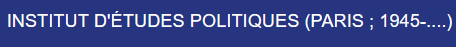 INSTITUT D'ÉTUDES POLITIQUES (PARIS ; 1945-....)